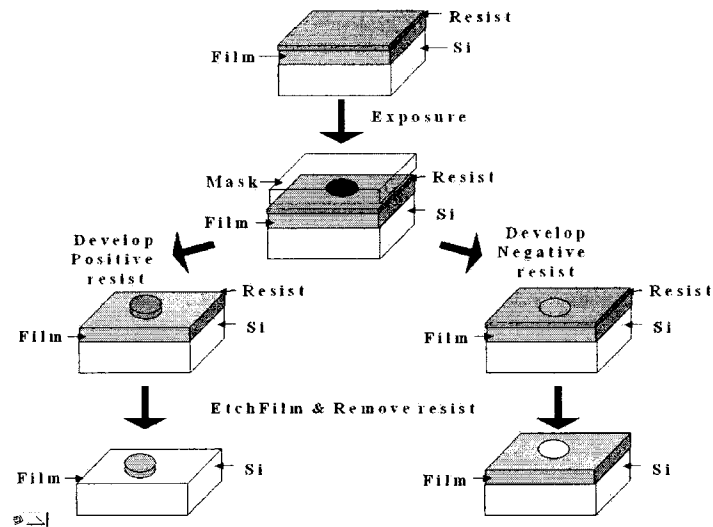 Resist
Film
Si
Exposure
Mask
Resist
Film
Si
Develop
Positive
resist
Develop
Negative
resist
Resist
Film
Si
Resist
Film
Si
EtchFilm & Remove resist
Film
Si
Film
Si